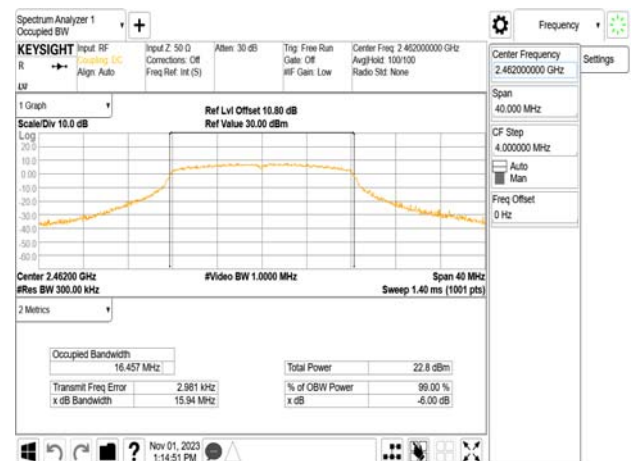 Spectrum Analyzer 1
Occupied BW
Frequency
KEYSIGHT
R
Input: RF
Coupling: DC
Align: Auto
Input Z: 50 Ω
Corrections: Off
Freq Ref: Int (S)
Atten: 30 dB
Trig: Free Run
Gate: Off
#IF Gain: Low
Center Freq: 2.462000000 GHz
Avg|Hold: 100/100
Radio Std: None
Center Frequency
2.462000000 GHz
Settings
Span
40.000 MHz
CF Step
4.000000 MHz
Auto
Man
Freq Offset
0 Hz
1 Graph
Scale/Div 10.0 dB
Ref Lvl Offset 10.80 dB
Ref Value 30.00 dBm
Log
20.0
10.0
0.00
-10.0
-20.0
-30.0
-40.0
-50.0
-60.0
Center 2.46200 GHz
#Video BW 1.0000 MHz
Span 40 MHz
#Res BW 300.00 kHz
Sweep 1.40 ms (1001 pts)
2 Metrics
Occupied Bandwidth
16.457 MHz
Total Power 22.8 dBm
Transmit Freq Error 2.981 kHz
% of OBW Power 99.00 %
x dB Bandwidth 15.94 MHz
x dB -6.00 dB
?
Nov 01, 2023
1:14:51 PM